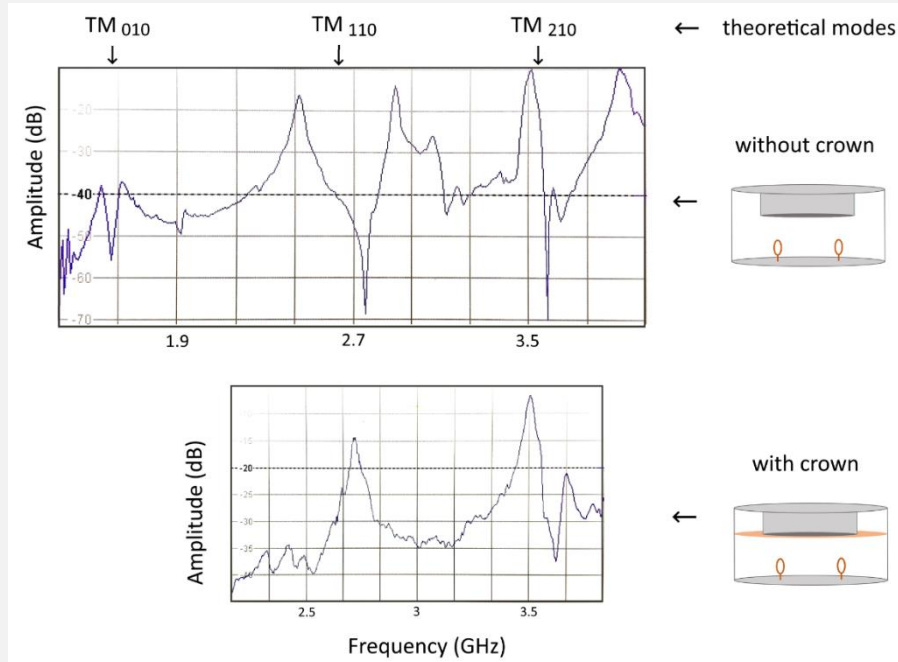 TM 010 TM 110 TM 210 ← theoretical modes
↓ ↓ ↓
Amplitude (dB)
-20
-30
-40
-50
-60
-70
1.9 2.7 3.5
← without crown
Amplitude (dB)
-15
-20
-25
-30
-35
2.5 3 3.5
Frequency (GHz)
← with crown